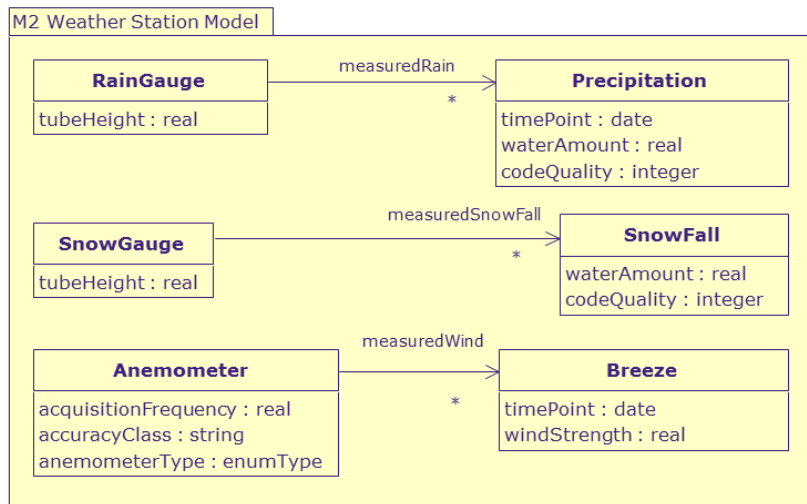 M2 Weather Station Model
RainGauge
tubeHeight : real
measuredRain
*
Precipitation
timePoint : date
waterAmount : real
codeQuality : integer
SnowGauge
tubeHeight : real
measuredSnowFall
*
SnowFall
waterAmount : real
codeQuality : integer
Anemometer
acquisitionFrequency : real
accuracyClass : string
anemometerType : enumType
measuredWind
*
Breeze
timePoint : date
windStrength : real